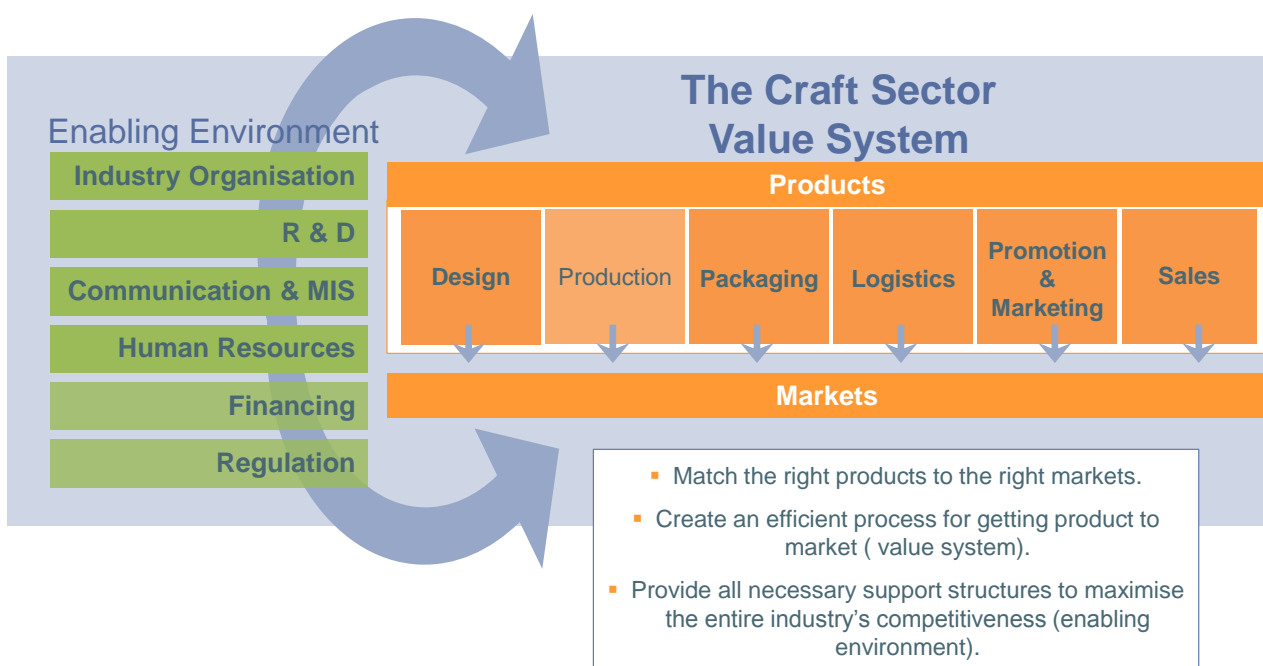 The Craft Sector
Value System
Enabling Environment
Industry Organisation
R & D
Communication & MIS
Human Resources
Financing
Regulation
Products
Design
Production
Packaging
Logistics
Promotion
&
Marketing
Sales
Markets
▪ Match the right products to the right markets.
▪ Create an efficient process for getting product to
market ( value system).
▪ Provide all necessary support structures to maximise
the entire industry’s competitiveness (enabling
environment).